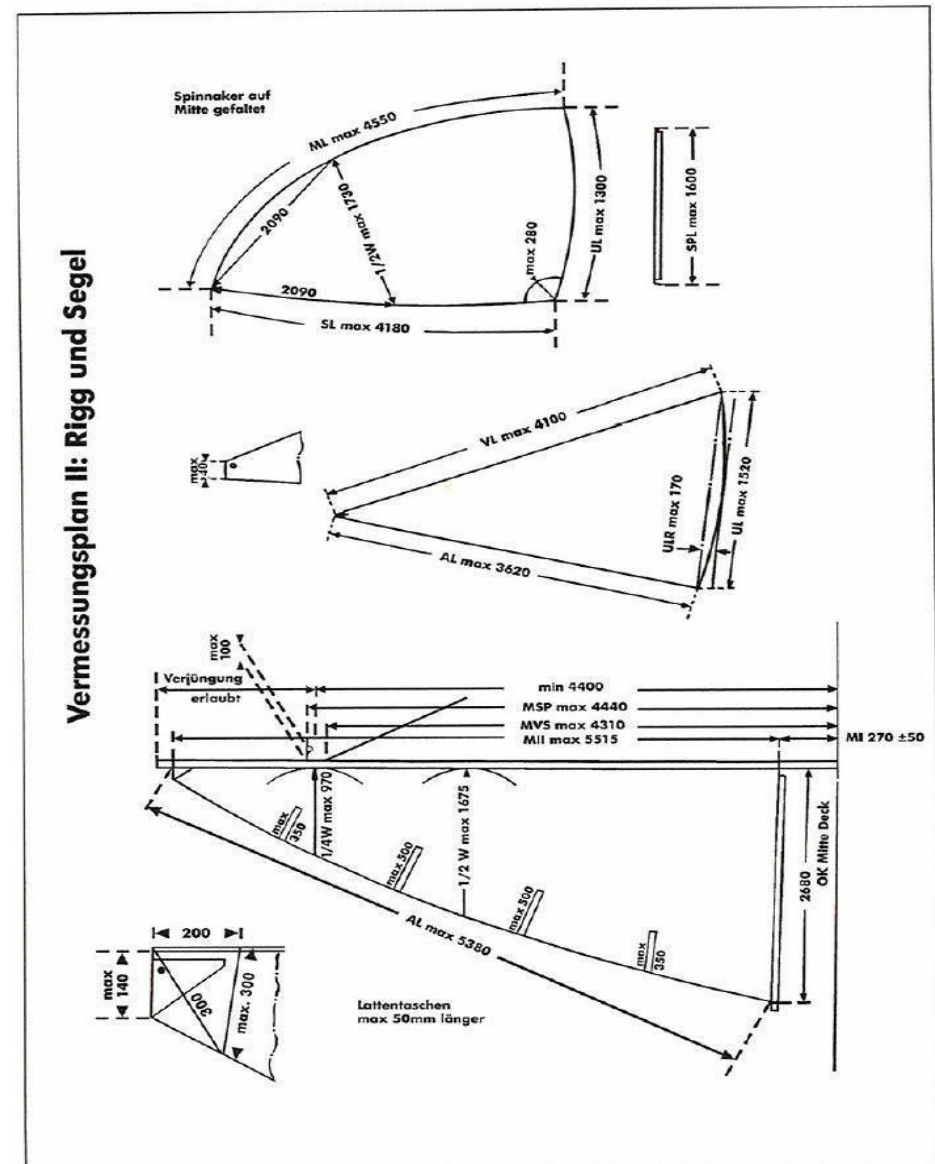 Vermessungsplan II: Rigg und Segel
Spinnaker auf
Mitte gefaltet
ML max 4550
2090
1/2W max 1730
2090
SL max 4180
max 280
UL max 1300
SPL max 1600
max
40
VL max 4100
AL max 3620
ULR max 170
UL max 1520
max
100
Verjüngung
erlaubt
min 4400
MSP max 4440
MVS max 4310
MII max 5515
MI 270 ±50
1/4W max 970
1/2 W max 1675
max
350
max 500
max 500
max
350
AL max 5380
2680
OK Mitte Deck
200
max
140
300
max. 300
Lattentaschen
max 50mm länger